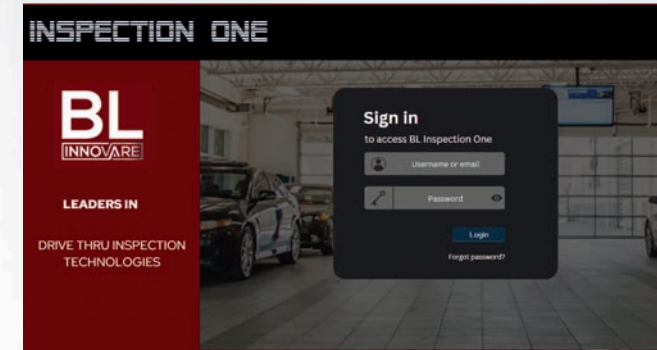 INSPECTION ONE
BL
INNOVARE
LEADERS IN
DRIVE THRU INSPECTION
TECHNOLOGIES
Sign in
to access BL Inspection One
Username or email
Password
Login
Forgot password?